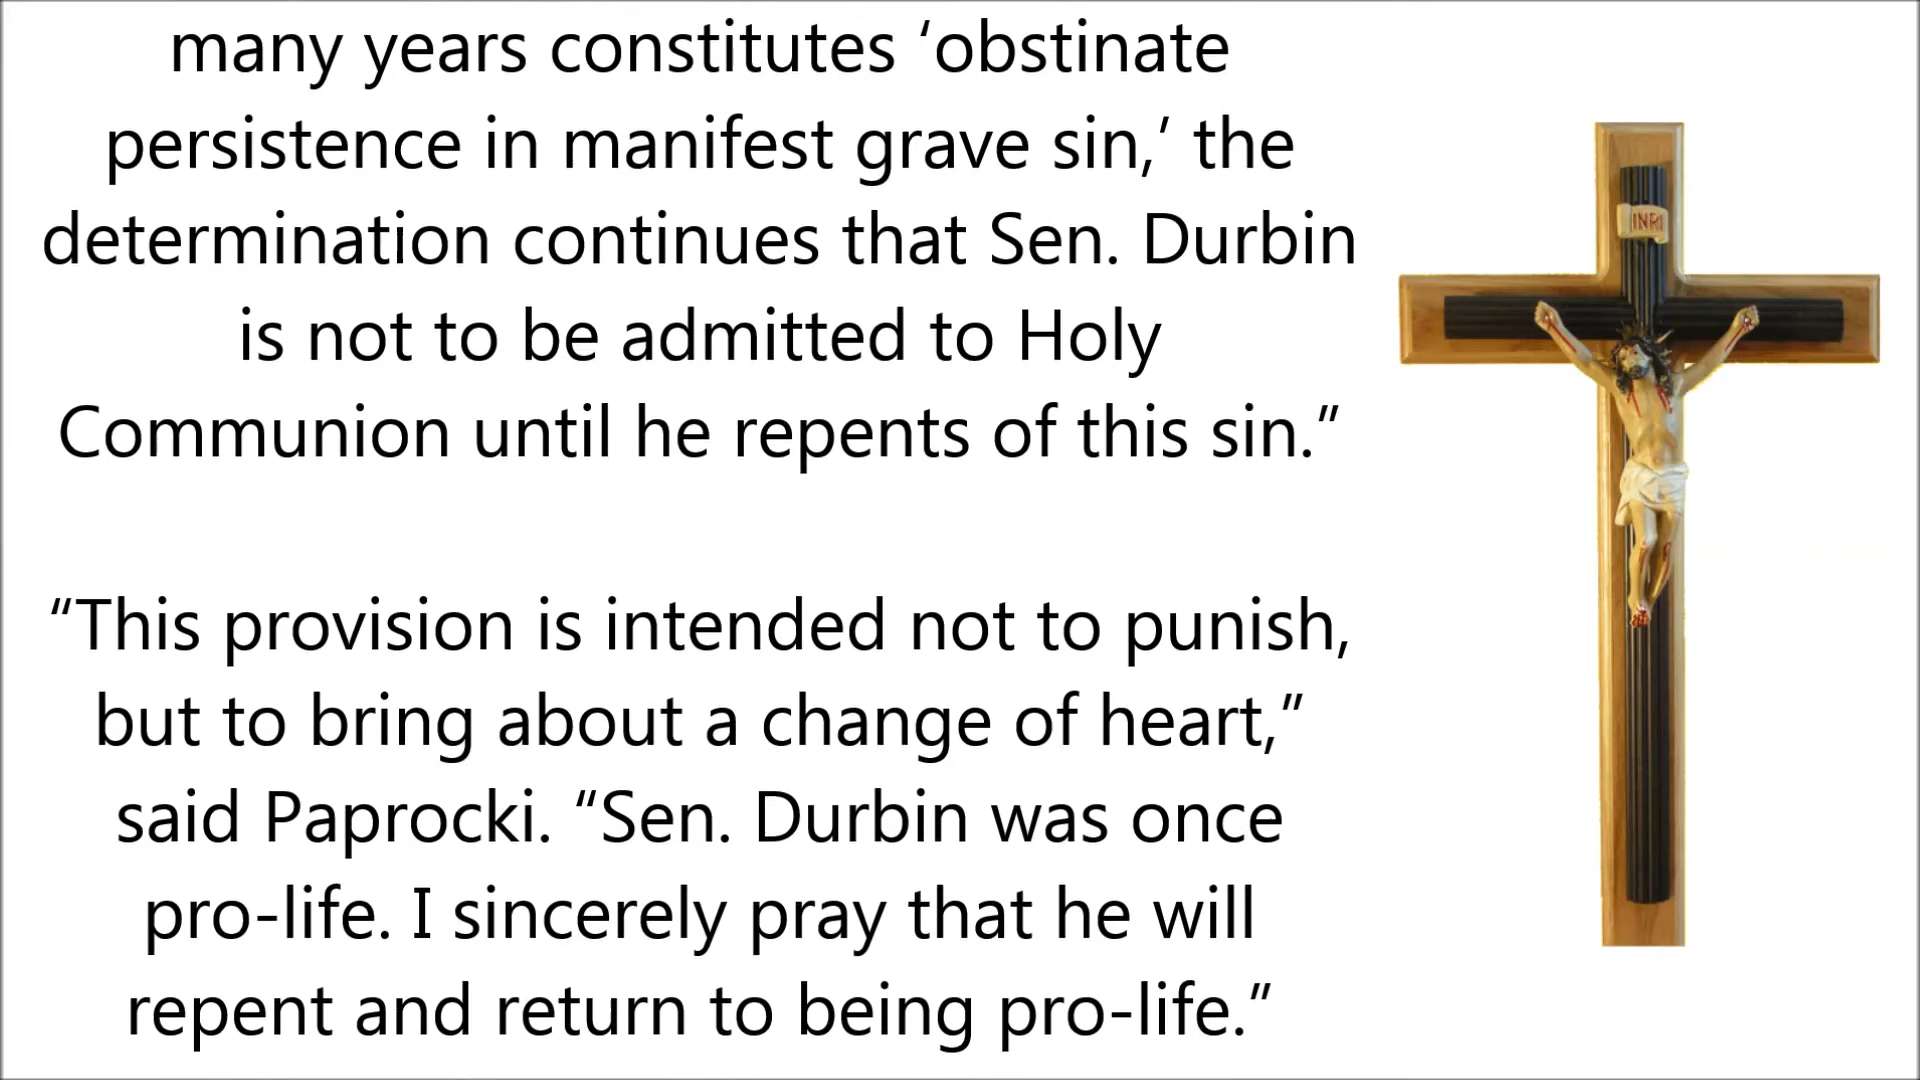 many years constitutes ‘obstinate
persistence in manifest grave sin,’ the
determination continues that Sen. Durbin
is not to be admitted to Holy
Communion until he repents of this sin.”
“This provision is intended not to punish,
but to bring about a change of heart,”
said Paprocki. “Sen. Durbin was once
pro-life. I sincerely pray that he will
repent and return to being pro-life.”
INRI